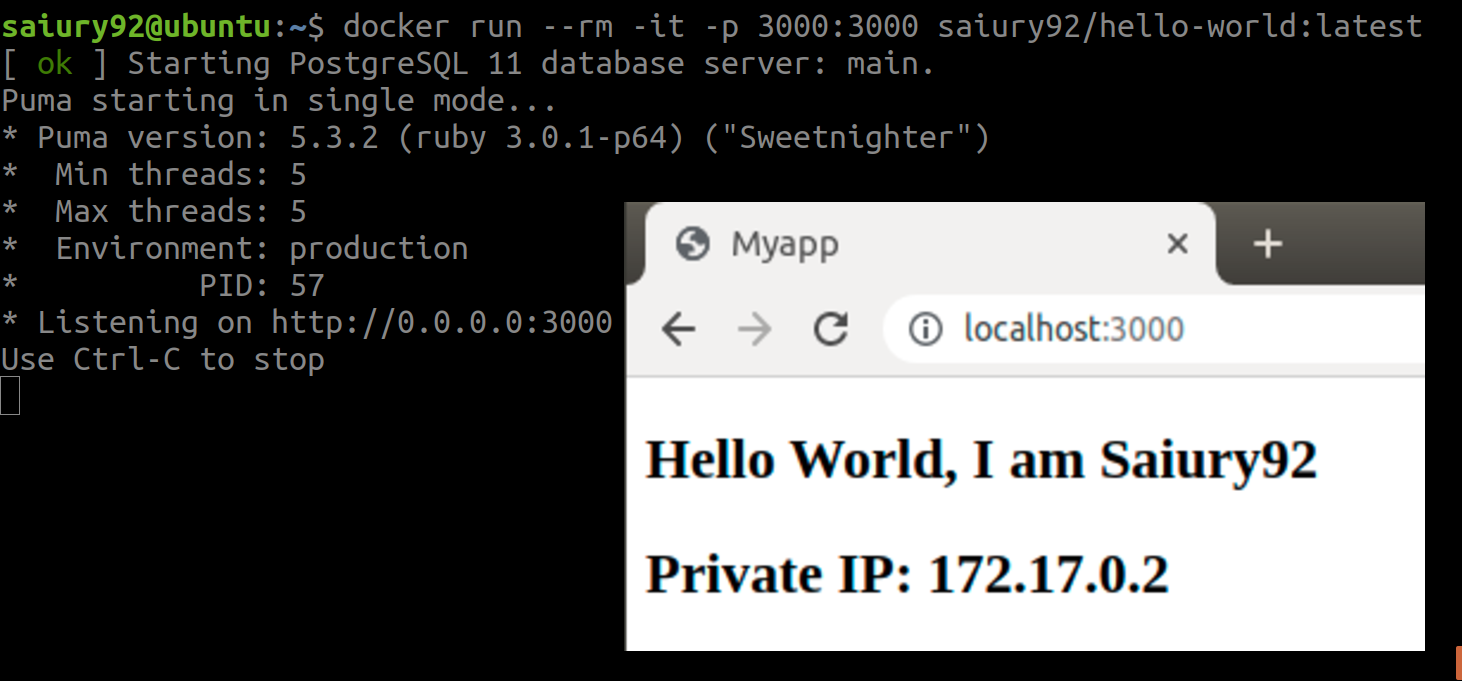 saiury92@ubuntu:~$ docker run --rm -it -p 3000:3000 saiury92/hello-world:latest
[ ok ] Starting PostgreSQL 11 database server: main.
Puma starting in single mode...
* Puma version: 5.3.2 (ruby 3.0.1-p64) ("Sweetnighter")
*  Min threads: 5
*  Max threads: 5
*  Environment: production
*          PID: 57
* Listening on http://0.0.0.0:3000
Use Ctrl-C to stop
Myapp
localhost:3000
Hello World, I am Saiury92
Private IP: 172.17.0.2